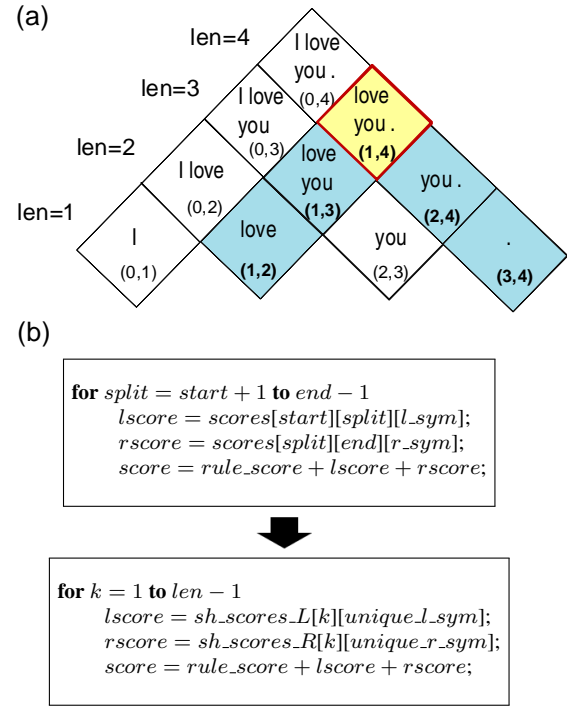 (a)
len=4
I love
you .
(0,4)
len=3
I love
you
(0,3)
love
you .
(1,4)
len=2
I love
(0,2)
love
you
(1,3)
you .
(2,4)
len=1
I
(0,1)
love
(1,2)
you
(2,3)
.
(3,4)
(b)
for split = start + 1 to end − 1
lscore = scores[start][split][l_sym];
rscore = scores[split][end][r_sym];
score = rule_score + lscore + rscore;
for k = 1 to len − 1
lscore = sh_scores_L[k][unique_l_sym];
rscore = sh_scores_R[k][unique_r_sym];
score = rule_score + lscore + rscore;